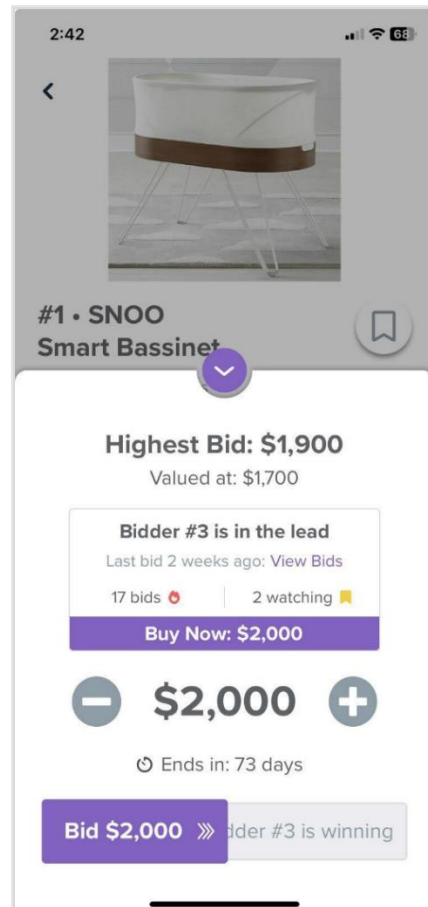 2:42
68
#1 • SNOO
Smart Bassinet
Highest Bid: $1,900
Valued at: $1,700
Bidder #3 is in the lead
Last bid 2 weeks ago: View Bids
17 bids
2 watching
Buy Now: $2,000
$2,000
Ends in: 73 days
Bid $2,000
dder #3 is winning